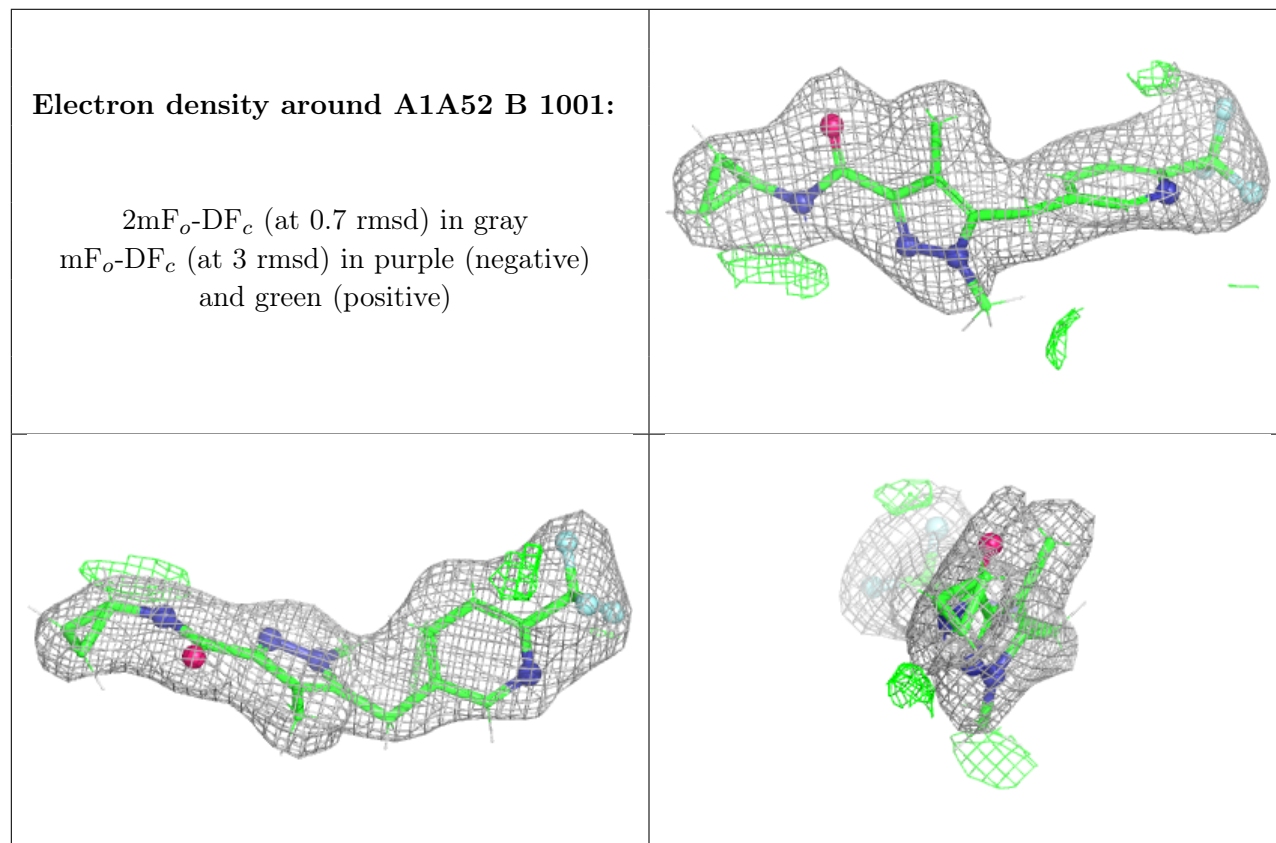 Electron density around A1A52 B 1001:
2mFo-DFc (at 0.7 rmsd) in gray
mFo-DFc (at 3 rmsd) in purple (negative)
and green (positive)